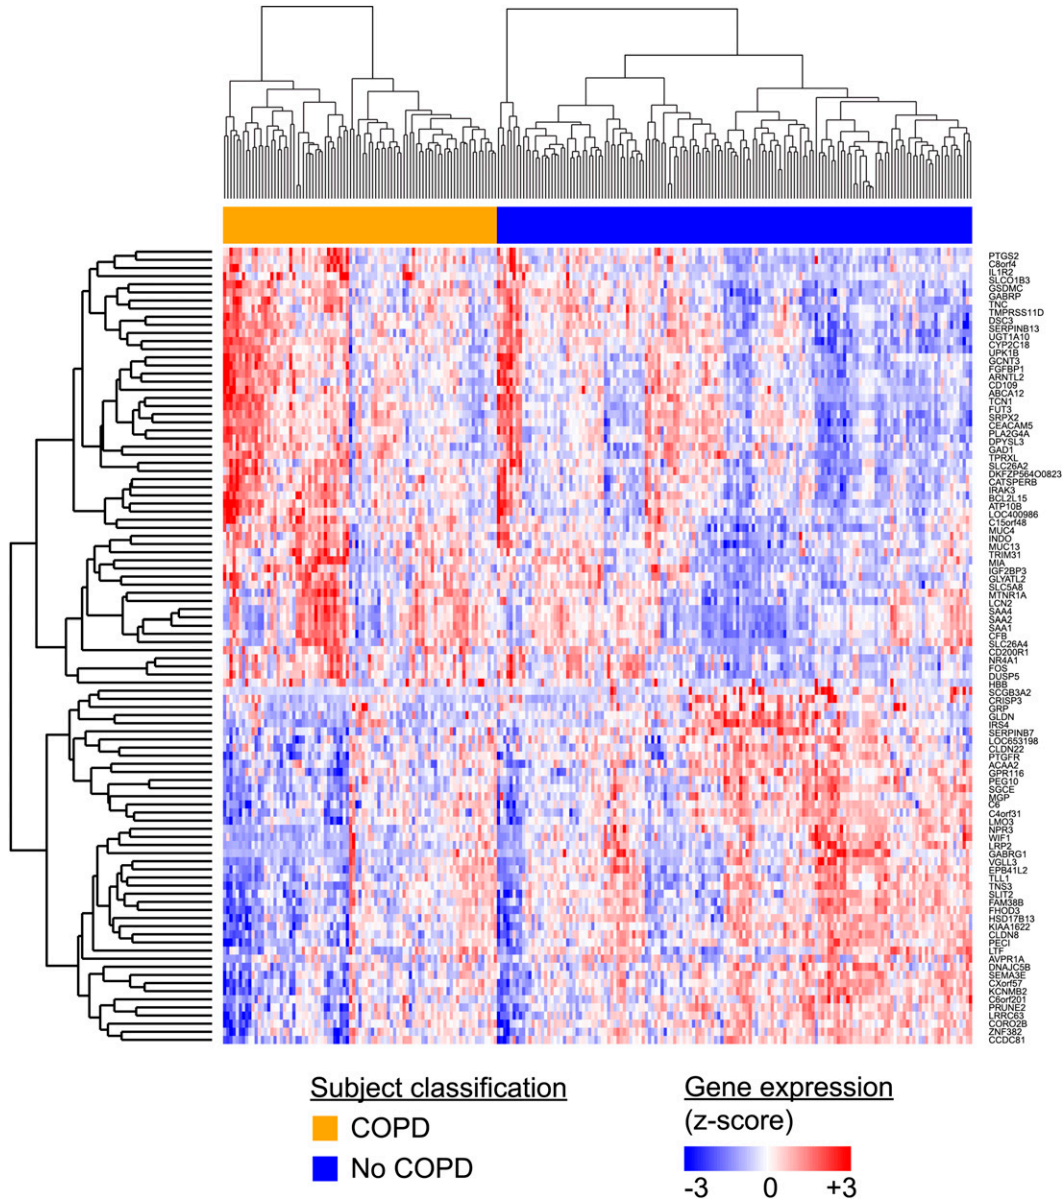 PTGS2
C8orf4
IL1R2
SLCO1B3
GSDMC
GABRP
TNC
TMPRSS11D
DSC3
SERPINB13
UGT1A10
CYP2C18
UPK1B
GCNT3
FGFBP1
ARNTL2
CD109
ABCA12
TCN1
FUT3
SRPX2
CEACAM5
PLA2G4A
DPYSL3
GAD1
TPRXL
SLC26A2
DKFZP564O0823
CATSPERB
IRAK3
BCL2L15
ATP10B
LOC400986
C15orf48
MUC4
INDO
MUC13
TRIM31
MIA
IGF2BP3
GLYATL2
SLC5A8
MTNR1A
LCN2
SAA4
SAA2
SAA1
CFB
SLC26A4
CD200R1
NR4A1
FOS
DUSP5
HBB
SCGB3A2
CRISP3
GRP
GLDN
IRS4
SERPINB7
LOC653198
CLDN22
PTGFR
ACAA2
GPR116
PEG10
SGCE
MGP
C6
C4orf31
LMO3
NPR3
WIF1
LRP2
GABRG1
VGLL3
EPB41L2
TLL1
TNS3
SLIT2
FAM38B
FHOD3
HSD17B13
KIAA1622
CLDN8
PECI
LTF
AVPR1A
DNAJC5B
SEMA3E
CXorf57
KCNMB2
C6orf201
PRUNE2
LRRC63
CORO2B
ZNF382
CCDC81
Subject classification
COPD
No COPD
Gene expression
(z-score)
-3 0 +3